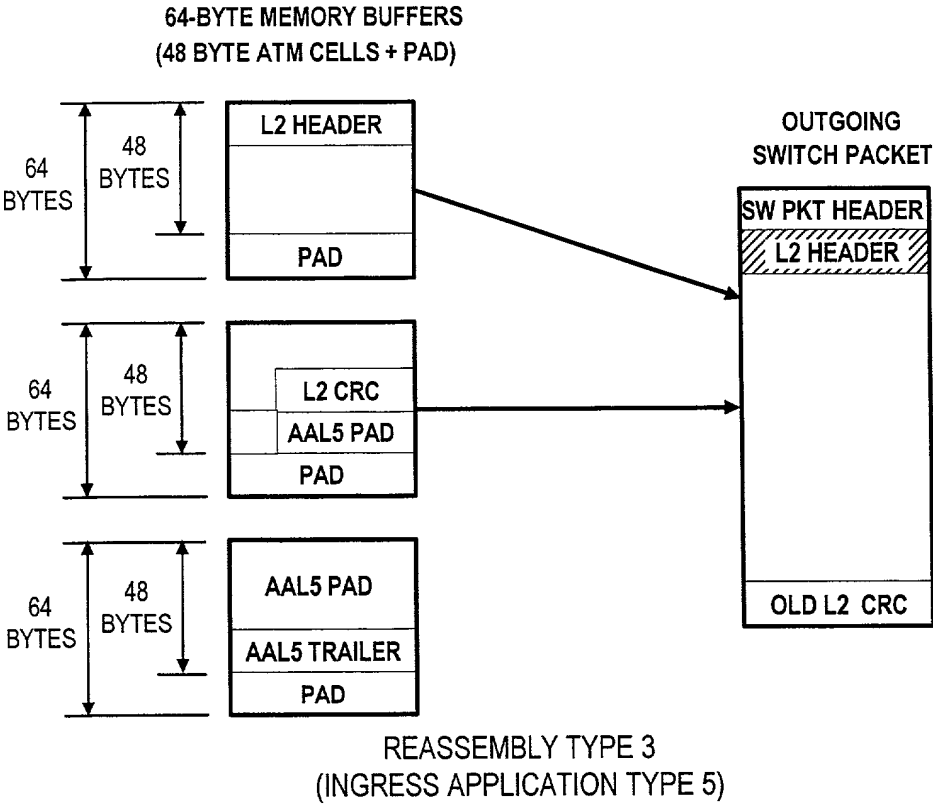 64-BYTE MEMORY BUFFERS
(48 BYTE ATM CELLS + PAD)
64
BYTES
48
BYTES
L2 HEADER
PAD
64
BYTES
48
BYTES
L2 CRC
AAL5 PAD
PAD
64
BYTES
48
BYTES
AAL5 PAD
AAL5 TRAILER
PAD
OUTGOING
SWITCH PACKET
SW PKT HEADER
L2 HEADER
OLD L2 CRC
REASSEMBLY TYPE 3
(INGRESS APPLICATION TYPE 5)